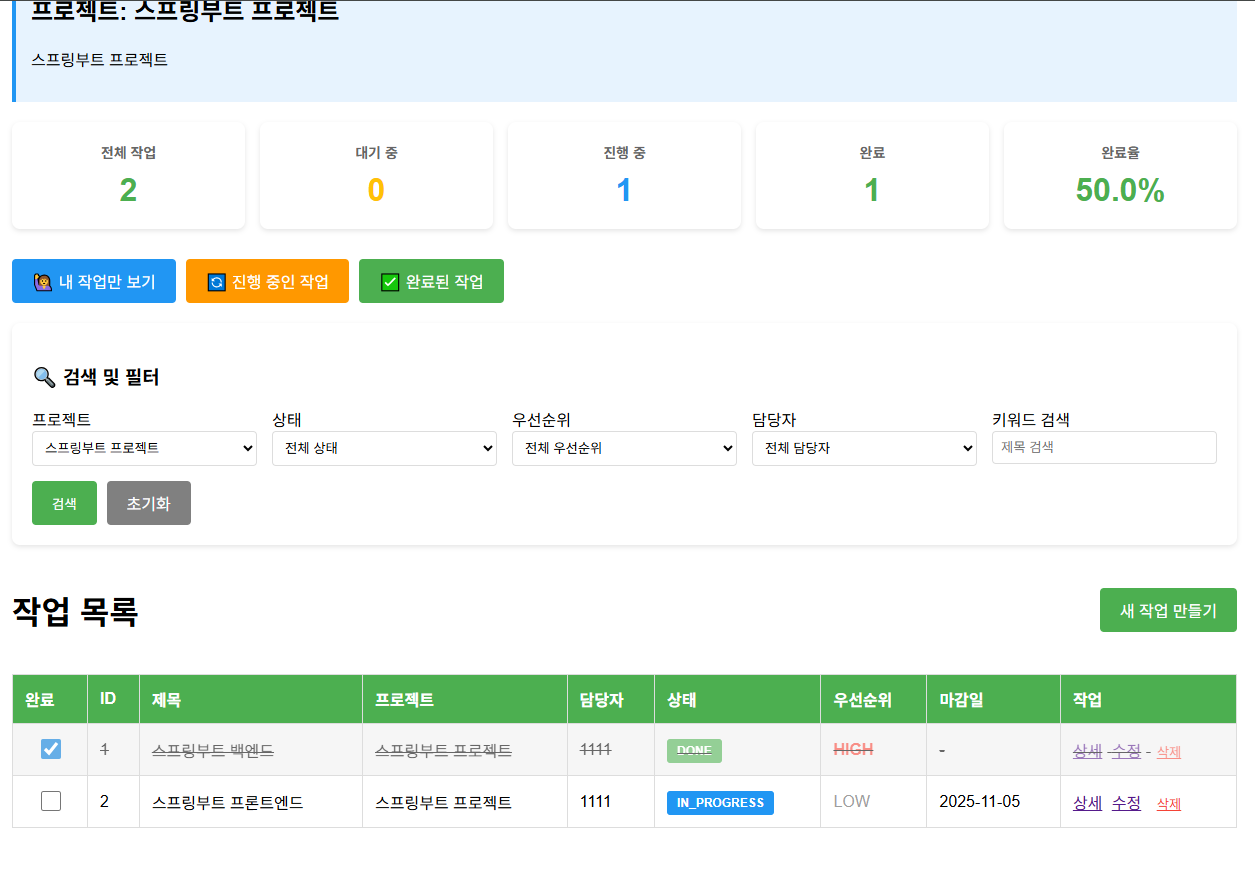 프로젝트: 스프링부트 프로젝트
스프링부트 프로젝트
전체 작업 대기 중 진행 중 완료 완료율
2 0 1 1 50.0%
내 작업만 보기 진행 중인 작업 완료된 작업
검색 및 필터
프로젝트 상태 우선순위 담당자 키워드 검색
스프링부트 프로젝트 전체 상태 전체 우선순위 전체 담당자 제목 검색
검색 초기화
작업 목록 새 작업 만들기
완료 ID 제목 프로젝트 담당자 상태 우선순위 마감일 작업
1 스프링부트 백엔드 스프링부트 프로젝트 1111 DONE HIGH - 상세 수정 삭제
2 스프링부트 프론트엔드 스프링부트 프로젝트 1111 IN_PROGRESS LOW 2025-11-05 상세 수정 삭제